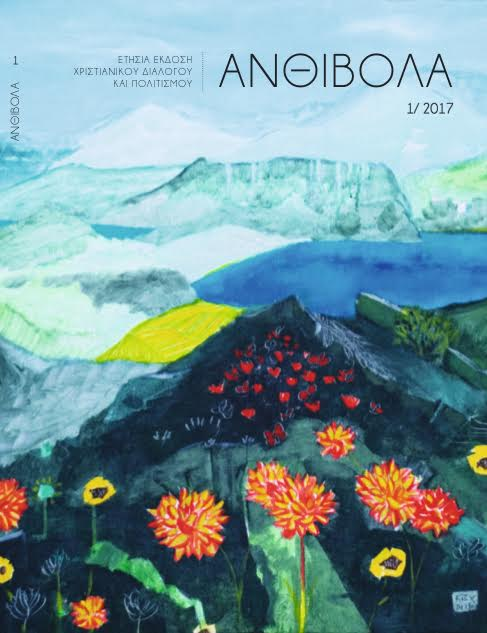 1
ΑΝΘΙΒΟΛΑ
ΕΤΗΣΙΑ ΕΚΔΟΣΗ
ΧΡΙΣΤΙΑΝΙΚΟΥ ΔΙΑΛΟΓΟΥ
ΚΑΙ ΠΟΛΙΤΙΣΜΟΥ
ΑΝΘΙΒΟΛΑ
1/ 2017